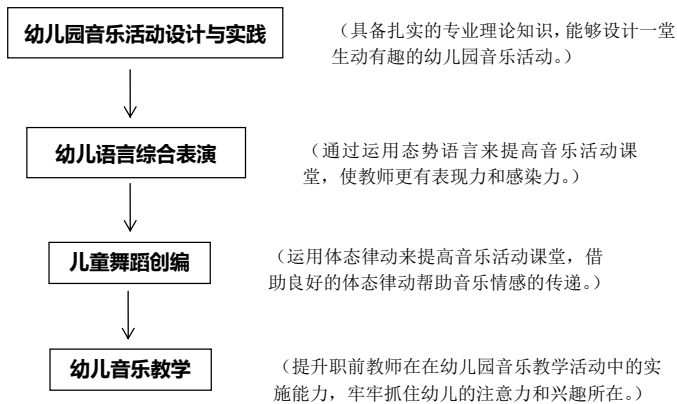 幼儿园音乐活动设计与实践
（具备扎实的专业理论知识，能够设计一堂
生动有趣的幼儿园音乐活动。）
幼儿语言综合表演
（通过运用态势语言来提高音乐活动课
堂，使教师更有表现力和感染力。）
儿童舞蹈创编
（运用体态律动来提高音乐活动课堂，借
助良好的体态律动帮助音乐情感的传递。）
幼儿音乐教学
（提升职前教师在在幼儿园音乐教学活动中的实
施能力，牢牢抓住幼儿的注意力和兴趣所在。）